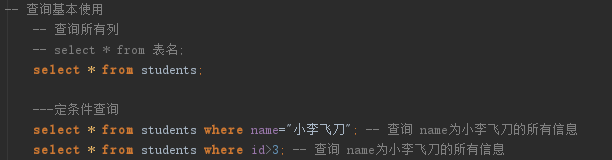 -- 查询基本使用
-- 查询所有列
-- select * from 表名;
select * from students;
---定条件查询
select * from students where name="小李飞刀"; -- 查询 name为小李飞刀的所有信息
select * from students where id>3; -- 查询 name为小李飞刀的所有信息